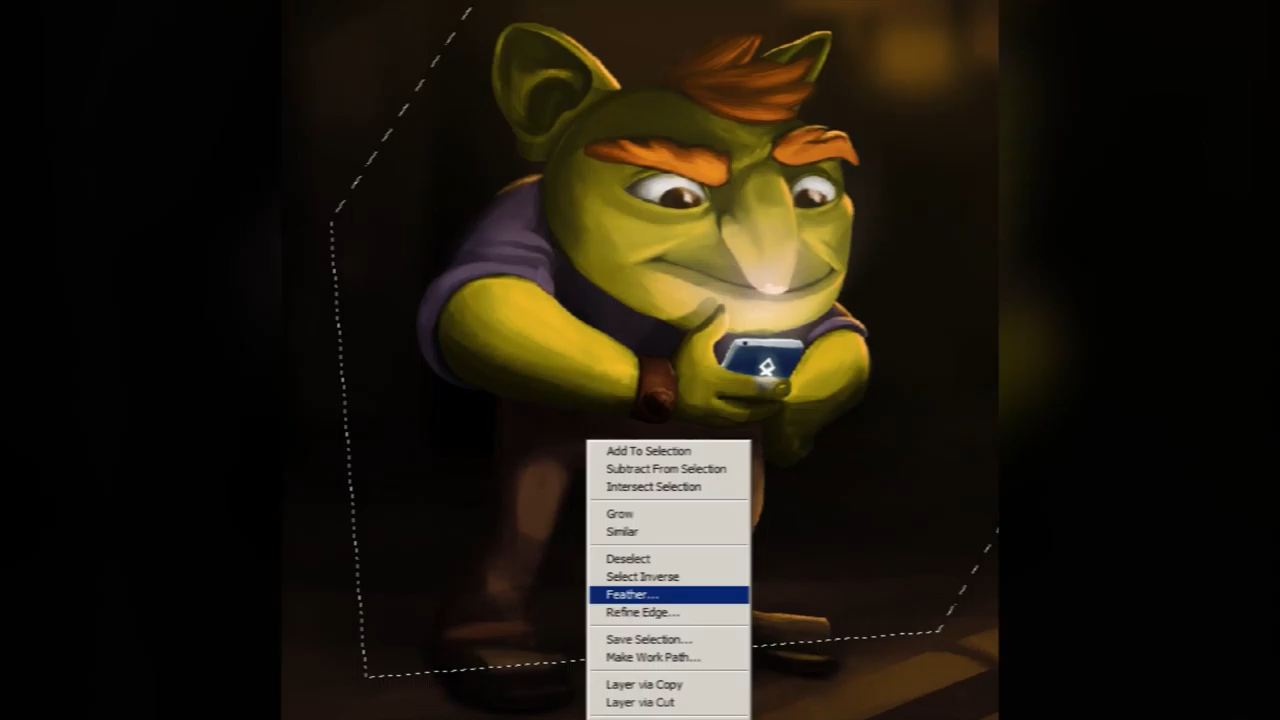 Add To Selection
Subtract From Selection
Intersect Selection
Grow
Similar
Deselect
Select Inverse
Feather...
Refine Edge...
Save Selection...
Make Work Path...
Layer via Copy
Layer via Cut